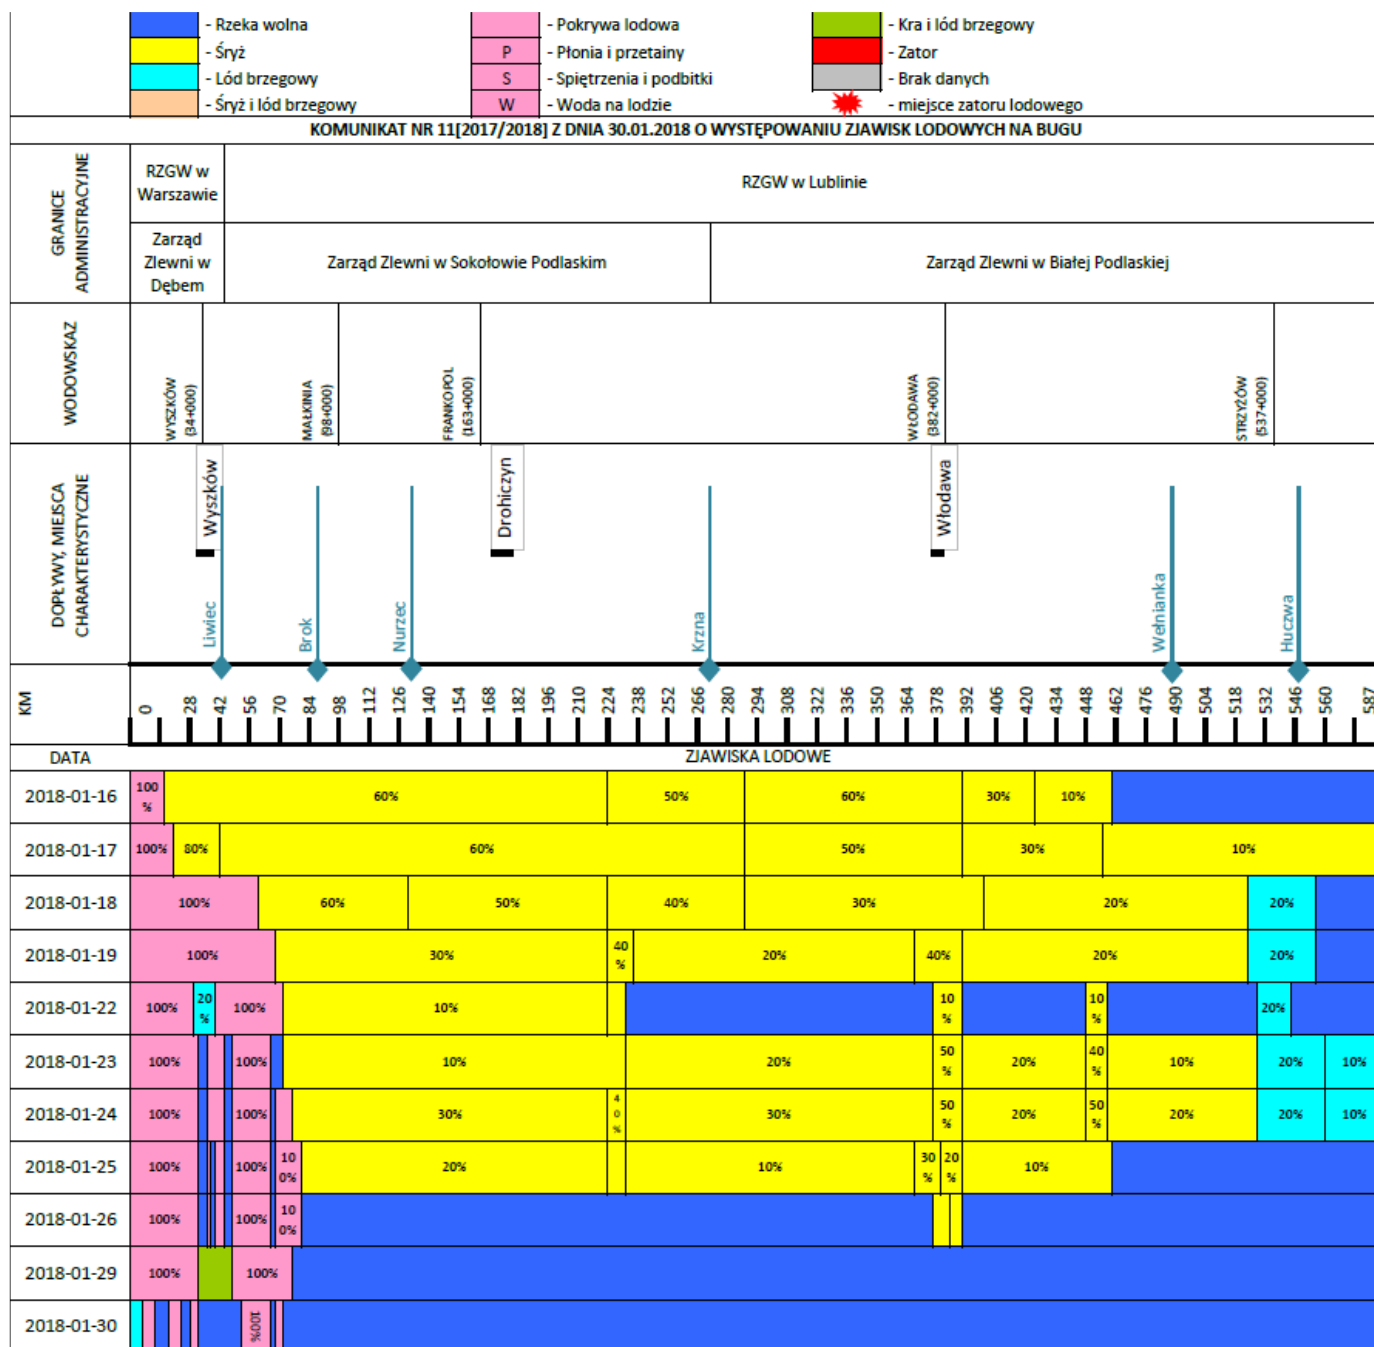 - Rzeka wolna
- Pokrywa lodowa
- Kra i lód brzegowy
- Śryż
P - Płonia i przetainy
- Zator
- Lód brzegowy
S - Spiętrzenia i podbitki
- Brak danych
- Śryż i lód brzegowy
W - Woda na lodzie
- miejsce zatoru lodowego
KOMUNIKAT NR 11[2017/2018] Z DNIA 30.01.2018 O WYSTĘPOWANIU ZJAWISK LODOWYCH NA BUGU
GRANICE
ADMINISTRACYJNE
RZGW w
Warszawie
RZGW w Lublinie
Zarząd
Zlewni w
Dębem
Zarząd Zlewni w Sokołowie Podlaskim
Zarząd Zlewni w Białej Podlaskiej
WODOWSKAZ
WYSZKÓW
(34+000)
MAŁKINIA
(98+000)
FRANKOPOL
(163+000)
WŁODAWA
(382+000)
STRZYŻÓW
(537+000)
DOPŁYWY, MIEJSCA
CHARAKTERYSTYCZNE
Wyszków
Drohiczyn
Włodawa
Liwiec
Brok
Nurzec
Krzna
Wełnianka
Huczwa
KM
0 28 42 56 70 84 98 112 126 140 154 168 182 196 210 224 238 252 266 280 294 308 322 336 350 364 378 392 406 420 434 448 462 476 490 504 518 532 546 560 587
DATA ZJAWISKA LODOWE
2018-01-16 100% 60% 50% 60% 30% 10%
2018-01-17 100% 80% 60% 50% 30% 10%
2018-01-18 100% 60% 50% 40% 30% 20% 20%
2018-01-19 100% 30% 40% 20% 40% 20% 20%
2018-01-22 100% 20% 100% 10% 10% 10% 20%
2018-01-23 100% 100% 10% 20% 50% 20% 40% 10% 20% 10%
2018-01-24 100% 100% 30% 40% 30% 50% 20% 50% 20% 20% 10%
2018-01-25 100% 100% 100% 20% 10% 30% 20% 10%
2018-01-26 100% 100% 100%
2018-01-29 100% 100%
2018-01-30 100%